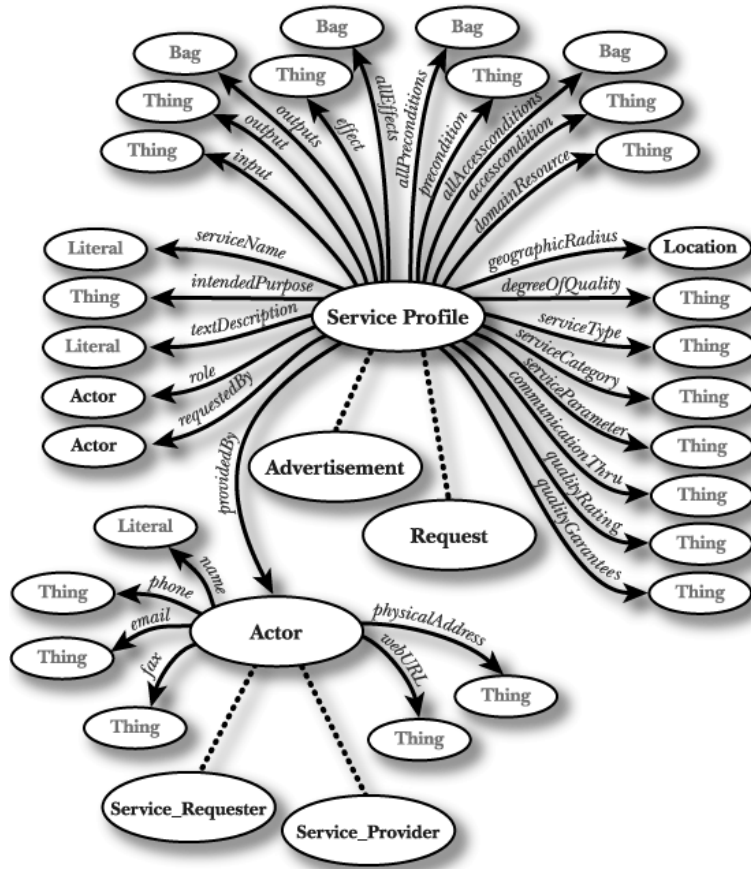 Bag
Bag
Bag
Bag
Thing
Thing
Thing
Thing
Thing
Thing
outputs
output
input
effect
allEffects
allPreconditions
precondition
allAccessconditions
accesscondition
domainResource
Literal
serviceName
geographicRadius
Location
Thing
intendedPurpose
degreeOfQuality
Thing
Service Profile
Literal
textDescription
serviceType
Thing
Actor
role
serviceCategory
Thing
Actor
requestedBy
serviceParameter
Thing
providedBy
communicationThru
Thing
qualityRating
Thing
qualityGarantees
Thing
Advertisement
Request
Literal
name
Thing
phone
email
Thing
fax
Thing
Actor
physicalAddress
Thing
webURL
Thing
Service_Requester
Service_Provider